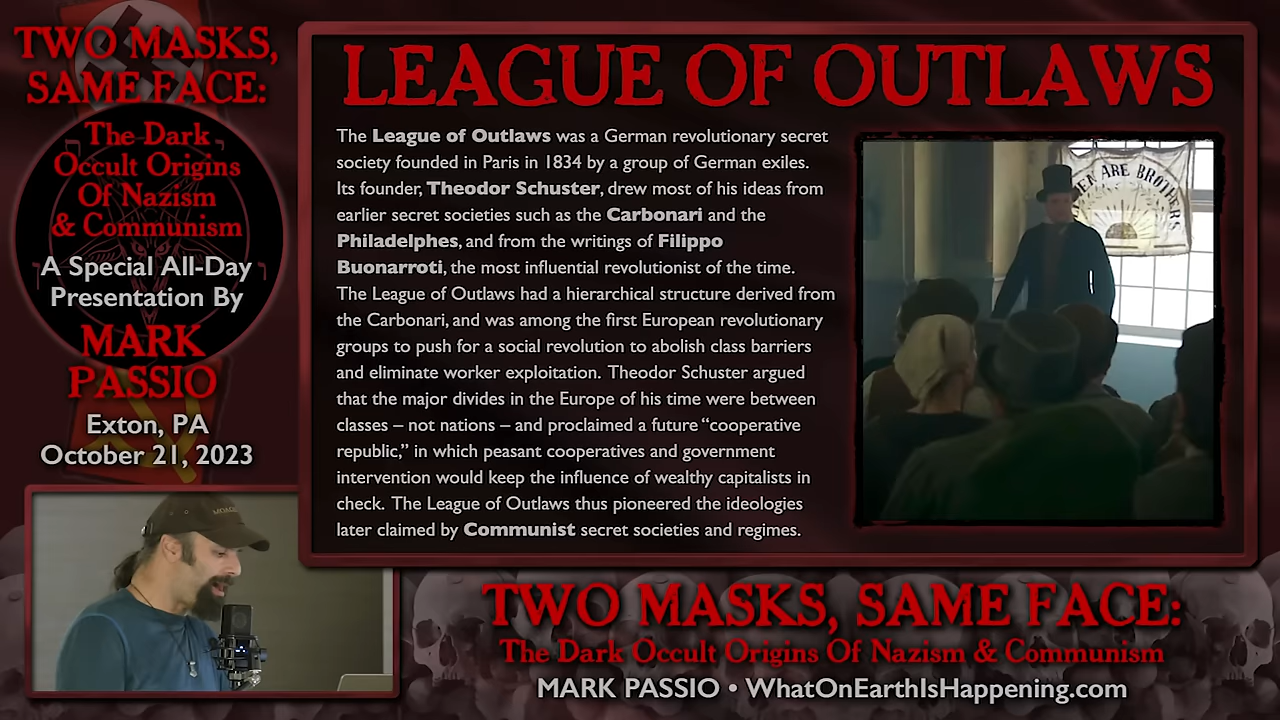 TWO MASKS,
SAME FACE:
The Dark
Occult Origins
Of Nazism
& Communism
A Special All-Day
Presentation By
MARK
PASSIO
Exton, PA
October 21, 2023
LEAGUE OF OUTLAWS
The League of Outlaws was a German revolutionary secret
society founded in Paris in 1834 by a group of German exiles.
Its founder, Theodor Schuster, drew most of his ideas from
earlier secret societies such as the Carbonari and the
Philadelphes, and from the writings of Filippo
Buonarroti, the most influential revolutionist of the time.
The League of Outlaws had a hierarchical structure derived from
the Carbonari, and was among the first European revolutionary
groups to push for a social revolution to abolish class barriers
and eliminate worker exploitation. Theodor Schuster argued
that the major divides in the Europe of his time were between
classes – not nations – and proclaimed a future “cooperative
republic,” in which peasant cooperatives and government
intervention would keep the influence of wealthy capitalists in
check. The League of Outlaws thus pioneered the ideologies
later claimed by Communist secret societies and regimes.
ARE BROTHERS
TWO MASKS, SAME FACE:
The Dark Occult Origins Of Nazism & Communism
MARK PASSIO • WhatOnEarthIsHappening.com